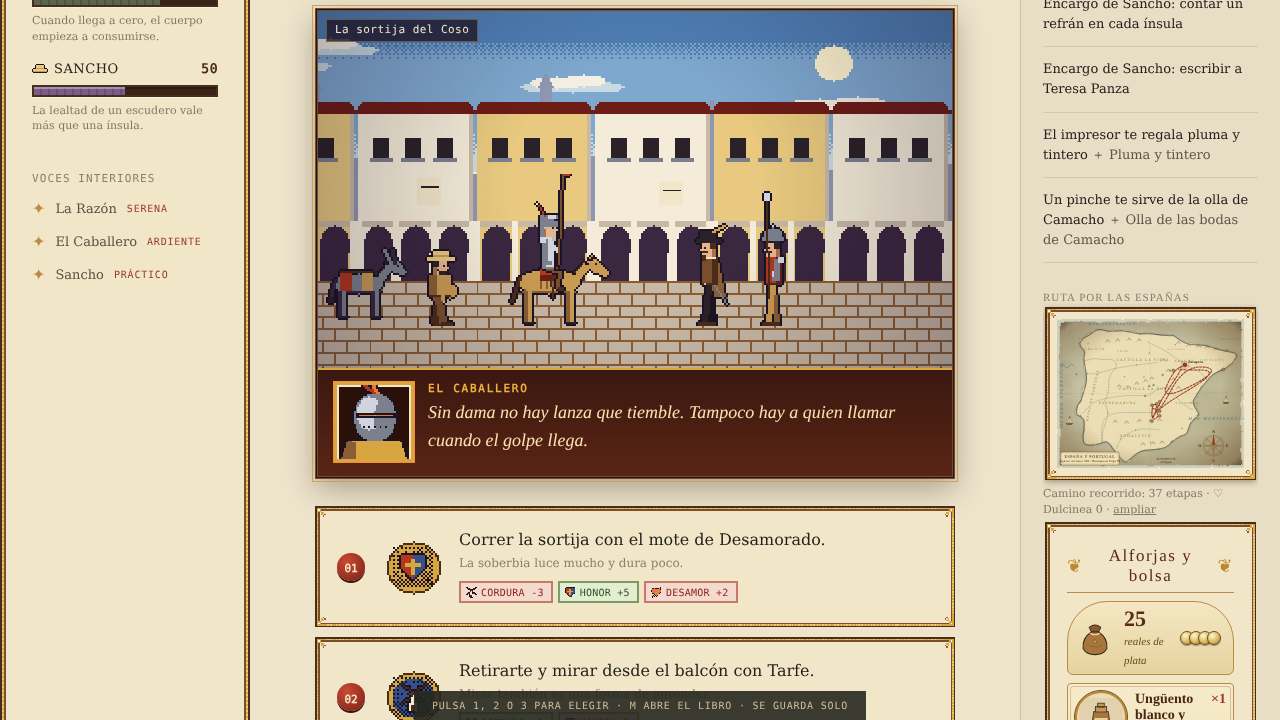 Cuando llega a cero, el cuerpo
empieza a consumirse.
SANCHO 50
La lealtad de un escudero vale
más que una ínsula.
VOCES INTERIORES
La Razón SERENA
El Caballero ARDIENTE
Sancho PRÁCTICO
La sortija del Coso
EL CABALLERO
Sin dama no hay lanza que tiemble. Tampoco hay a quien llamar
cuando el golpe llega.
01
Correr la sortija con el mote de Desamorado.
La soberbia luce mucho y dura poco.
CORDURA -3 HONOR +5 DESAMOR +2
02
Retirarte y mirar desde el balcón con Tarfe.
PULSA 1, 2 O 3 PARA ELEGIR · M ABRE EL LIBRO · SE GUARDA SOLO
Encargo de Sancho: contar un
refrán en cada ínsula
Encargo de Sancho: escribir a
Teresa Panza
El impresor te regala pluma y
tintero + Pluma y tintero
Un pinche te sirve de la olla de
Camacho + Olla de las bodas
de Camacho
RUTA POR LAS ESPAÑAS
Camino recorrido: 37 etapas · ♡
Dulcinea 0 · ampliar
Alforjas y
bolsa
25
reales de
plata
Ungüento ×1
blanco y